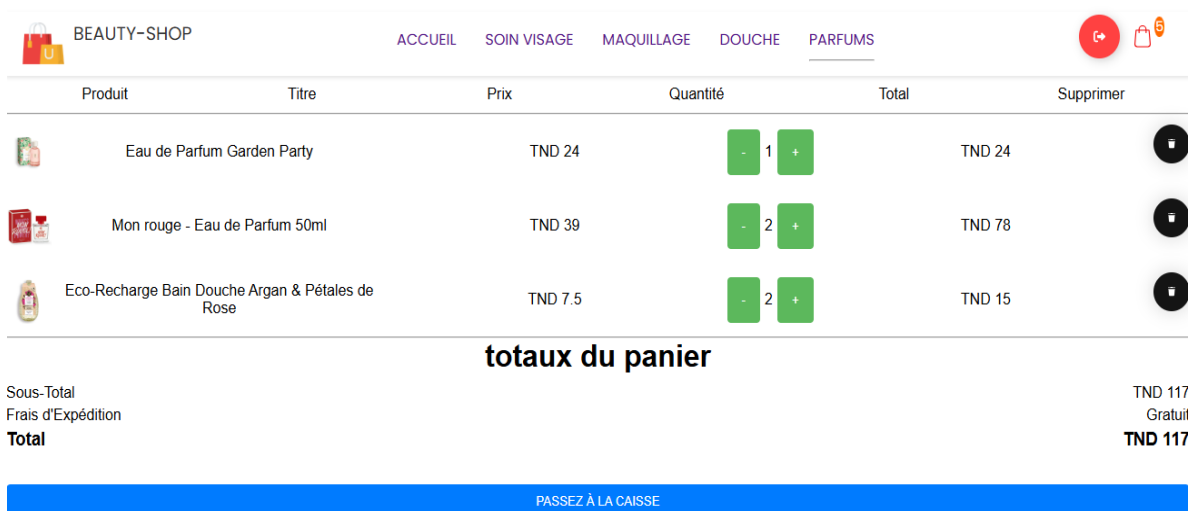 BEAUTY-SHOP
ACCUEIL SOIN VISAGE MAQUILLAGE DOUCHE PARFUMS
5
Produit Titre Prix Quantité Total Supprimer
Eau de Parfum Garden Party TND 24 - 1 + TND 24
Mon rouge - Eau de Parfum 50ml TND 39 - 2 + TND 78
Eco-Recharge Bain Douche Argan & Pétales de
Rose
TND 7.5 - 2 + TND 15
totaux du panier
Sous-Total TND 117
Frais d'Expédition Gratuit
Total TND 117
PASSEZ À LA CAISSE